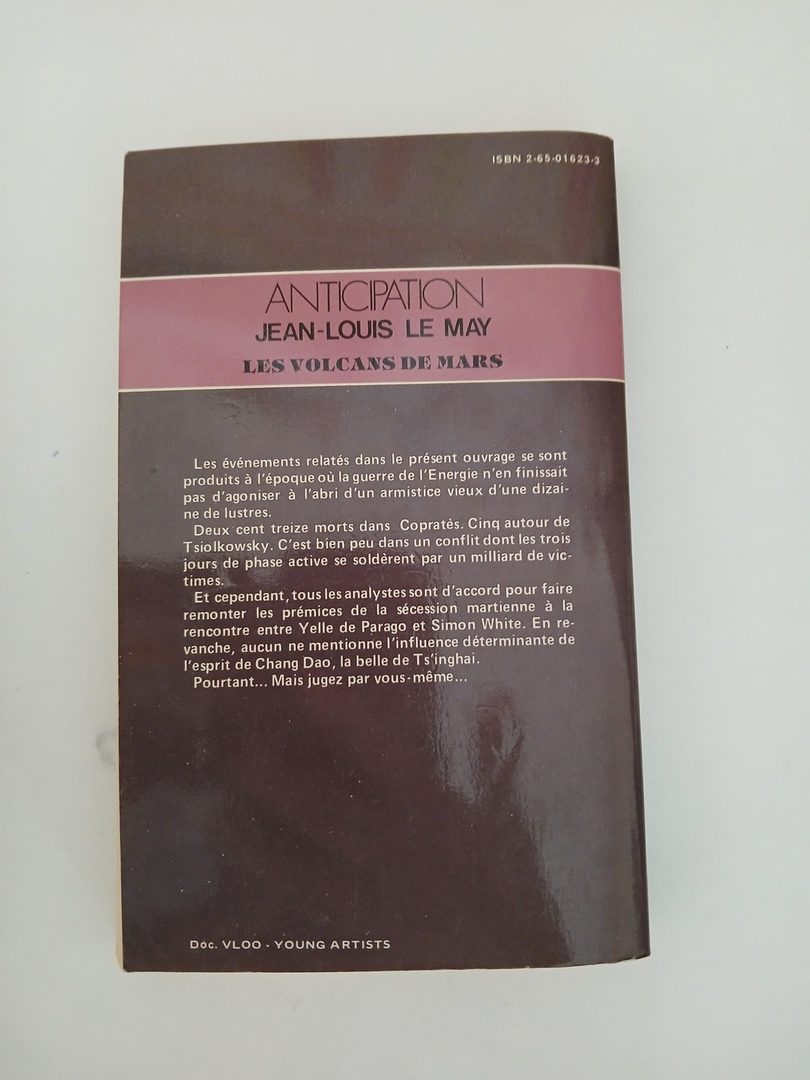 ISBN 2-65-01623-3
ANTICIPATION
JEAN-LOUIS LE MAY
LES VOLCANS DE MARS
Les événements relatés dans le présent ouvrage se sont
produits à l'époque où la guerre de l'Energie n'en finissait
pas d'agoniser à l'abri d'un armistice vieux d'une dizai-
ne de lustres.
Deux cent treize morts dans Copratès. Cinq autour de
Tsiolkowsky. C'est bien peu dans un conflit dont les trois
jours de phase active se soldèrent par un milliard de vic-
times.
Et cependant, tous les analystes sont d'accord pour faire
remonter les prémices de la sécession martienne à la
rencontre entre Yelle de Parago et Simon White. En re-
vanche, aucun ne mentionne l'influence déterminante de
l'esprit de Chang Dao, la belle de Ts'inghai.
Pourtant... Mais jugez par vous-même...
Doc. VLOO - YOUNG ARTISTS